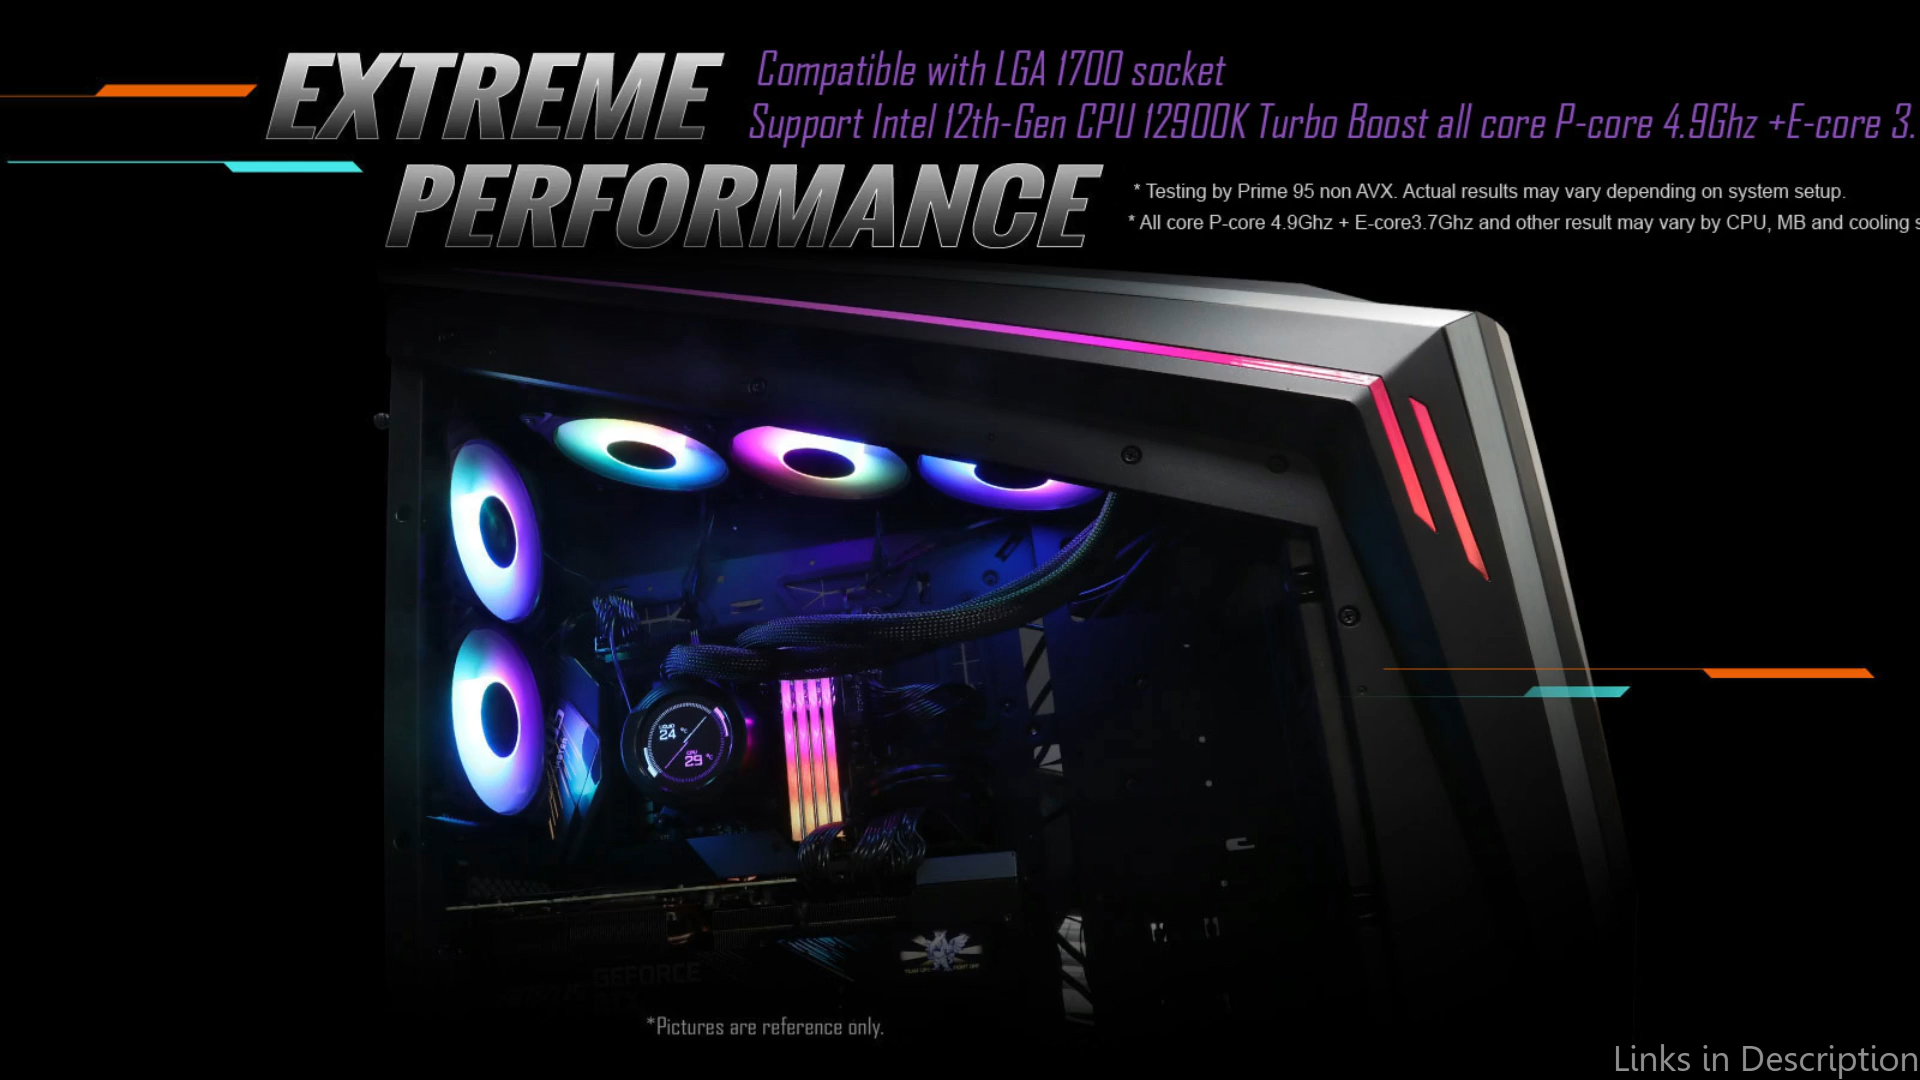 EXTREME
PERFORMANCE
Compatible with LGA 1700 socket
Support Intel 12th-Gen CPU 12900K Turbo Boost all core P-core 4.9Ghz +E-core 3.
* Testing by Prime 95 non AVX. Actual results may vary depending on system setup.
* All core P-core 4.9Ghz + E-core3.7Ghz and other result may vary by CPU, MB and cooling s
LIQUID
24 °C
CPU
29 °C
GEFORCE
RTX
*Pictures are reference only.
Links in Description